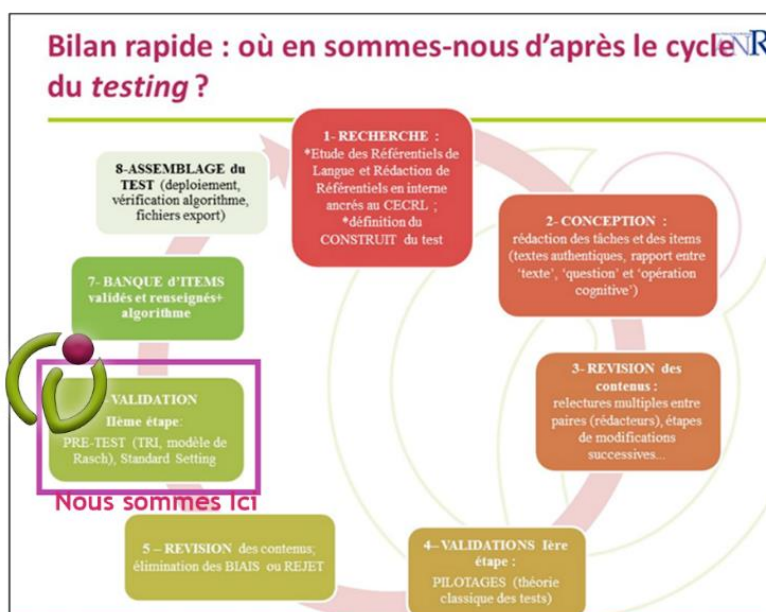 Bilan rapide : où en sommes-nous d'après le cycle
du testing ?
NR
1- RECHERCHE :
*Etude des Référentiels de
Langue et Rédaction de
Référentiels en interne
ancrés au CECRL ;
*définition du
CONSTRUIT du test
2- CONCEPTION :
rédaction des tâches et des items
(textes authentiques, rapport entre
'texte', 'question' et 'opération
cognitive')
3- REVISION des
contenus :
relectures multiples entre
paires (rédacteurs), étapes
de modifications
successives...
4– VALIDATIONS Ière
étape :
PILOTAGES (théorie
classique des tests)
5 – REVISION des contenus;
élimination des BIAIS ou REJET
-VALIDATION
IIème étape:
PRE-TEST (TRI, modèle de
Rasch), Standard Setting
Nous sommes Ici
7- BANQUE d'ITEMS
validés et renseignés+
algorithme
8-ASSEMBLAGE du
TEST (deploiement,
vérification algorithme,
fichiers export)